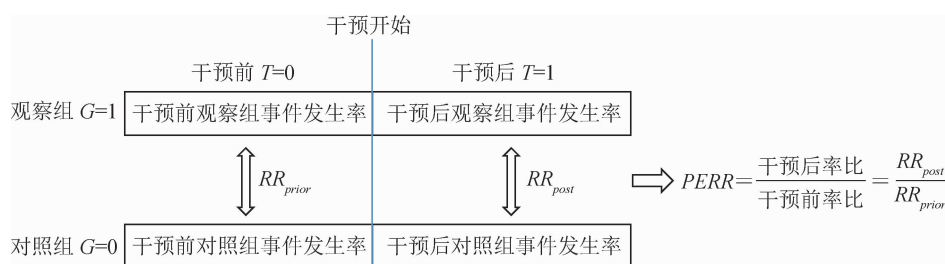 干预开始
干预前 T=0 干预后 T=1
观察组 G=1 干预前观察组事件发生率 干预后观察组事件发生率
RR_prior RR_post PERR=干预后率比/干预前率比=RR_post/RR_prior
对照组 G=0 干预前对照组事件发生率 干预后对照组事件发生率